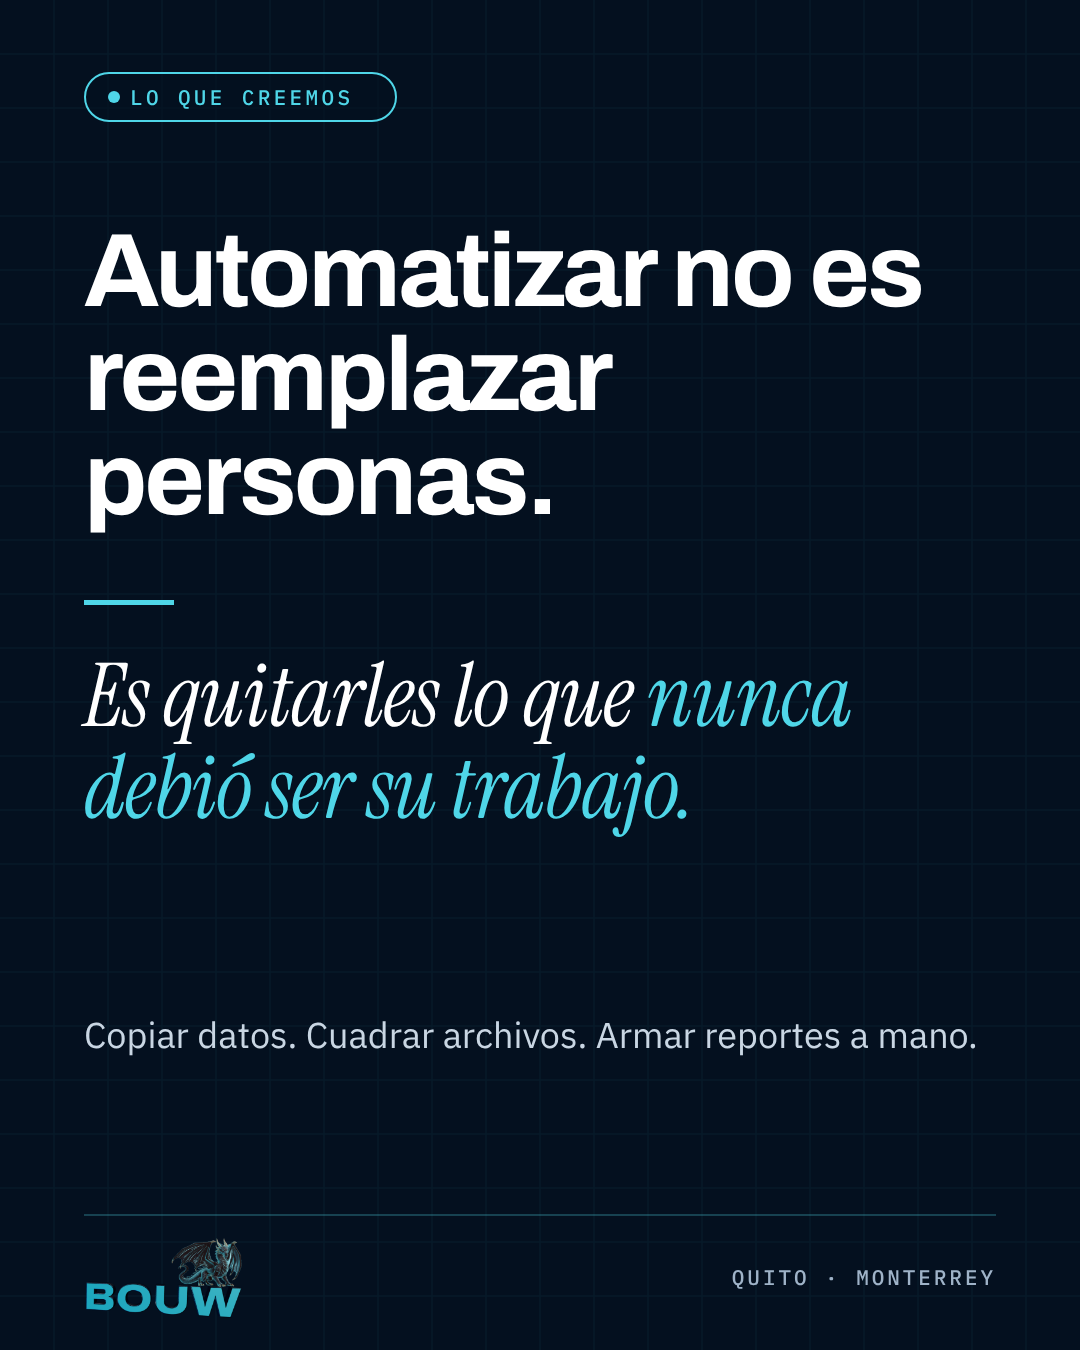 LO QUE CREEMOS
Automatizar no es
reemplazar
personas.
Es quitarles lo que nunca
debió ser su trabajo.
Copiar datos. Cuadrar archivos. Armar reportes a mano.
BOUW
QUITO · MONTERREY